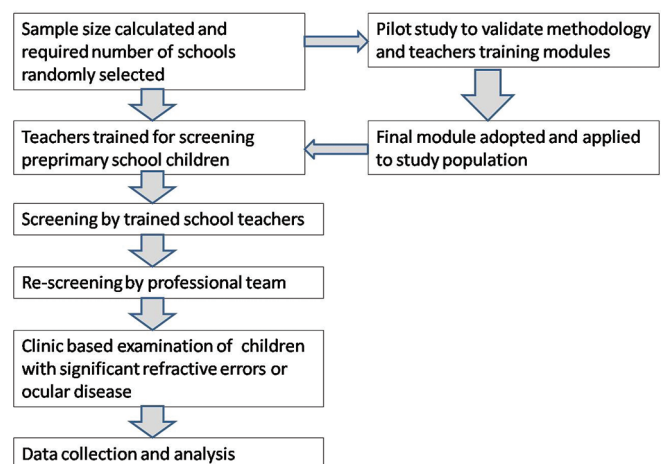 Sample size calculated and
required number of schools
randomly selected
Pilot study to validate methodology
and teachers training modules
Teachers trained for screening
preprimary school children
Final module adopted and applied
to study population
Screening by trained school teachers
Re-screening by professional team
Clinic based examination of children
with significant refractive errors or
ocular disease
Data collection and analysis